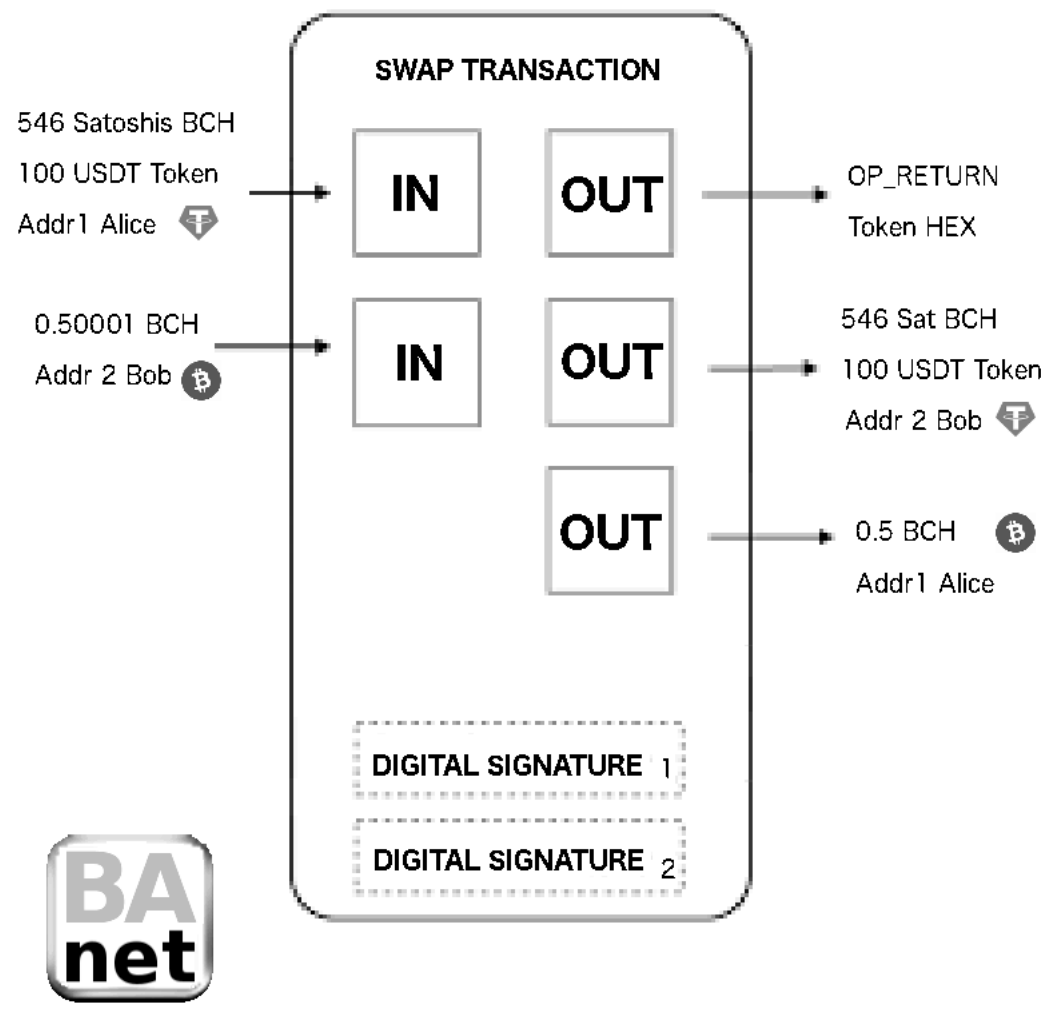 SWAP TRANSACTION
546 Satoshis BCH
100 USDT Token
Addr1 Alice
IN
OUT
OP_RETURN
Token HEX
0.50001 BCH
Addr 2 Bob
IN
OUT
546 Sat BCH
100 USDT Token
Addr 2 Bob
OUT
0.5 BCH
Addr1 Alice
DIGITAL SIGNATURE 1
DIGITAL SIGNATURE 2
BA
net